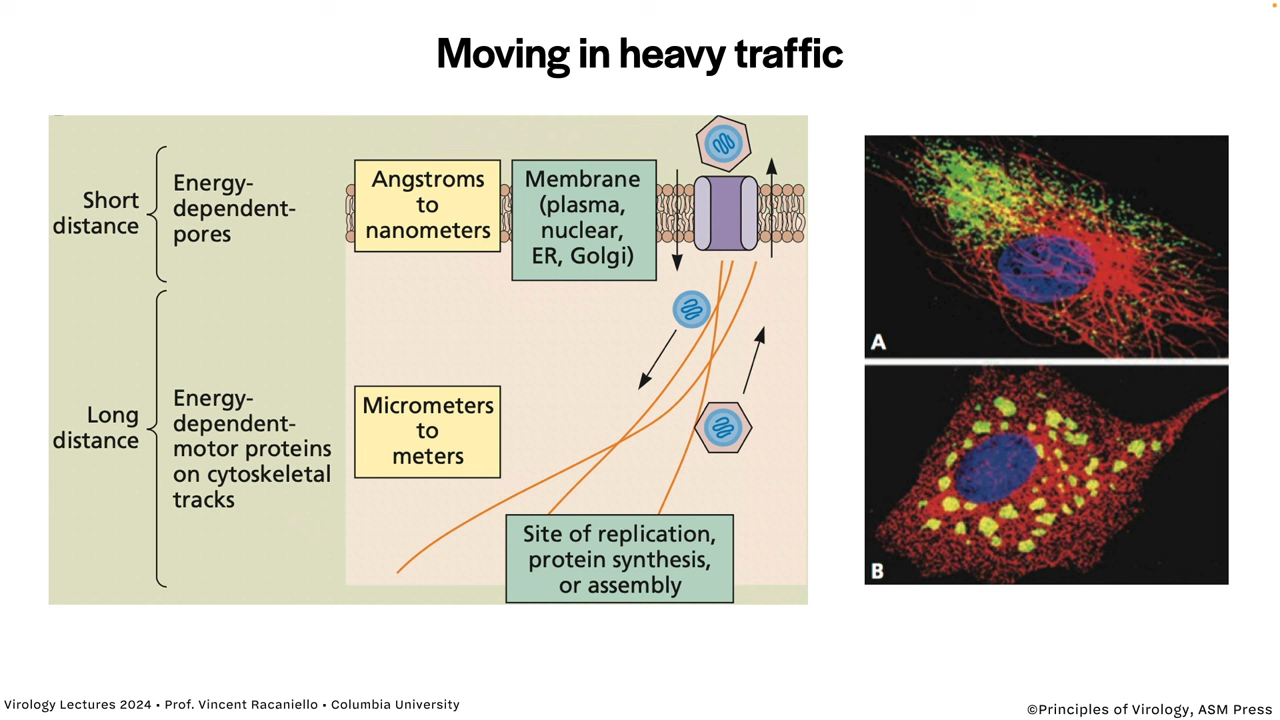 Moving in heavy traffic
Short
distance
Energy-
dependent-
pores
Angstroms
to
nanometers
Membrane
(plasma,
nuclear,
ER, Golgi)
Long
distance
Energy-
dependent-
motor proteins
on cytoskeletal
tracks
Micrometers
to
meters
Site of replication,
protein synthesis,
or assembly
A
B
Virology Lectures 2024 • Prof. Vincent Racaniello • Columbia University
©Principles of Virology, ASM Press